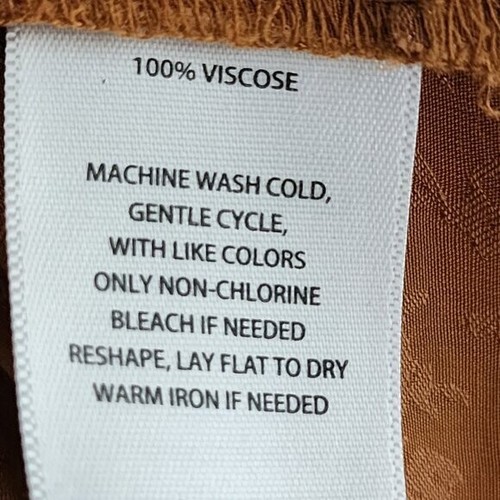 100% VISCOSE
MACHINE WASH COLD,
GENTLE CYCLE,
WITH LIKE COLORS
ONLY NON-CHLORINE
BLEACH IF NEEDED
RESHAPE, LAY FLAT TO DRY
WARM IRON IF NEEDED